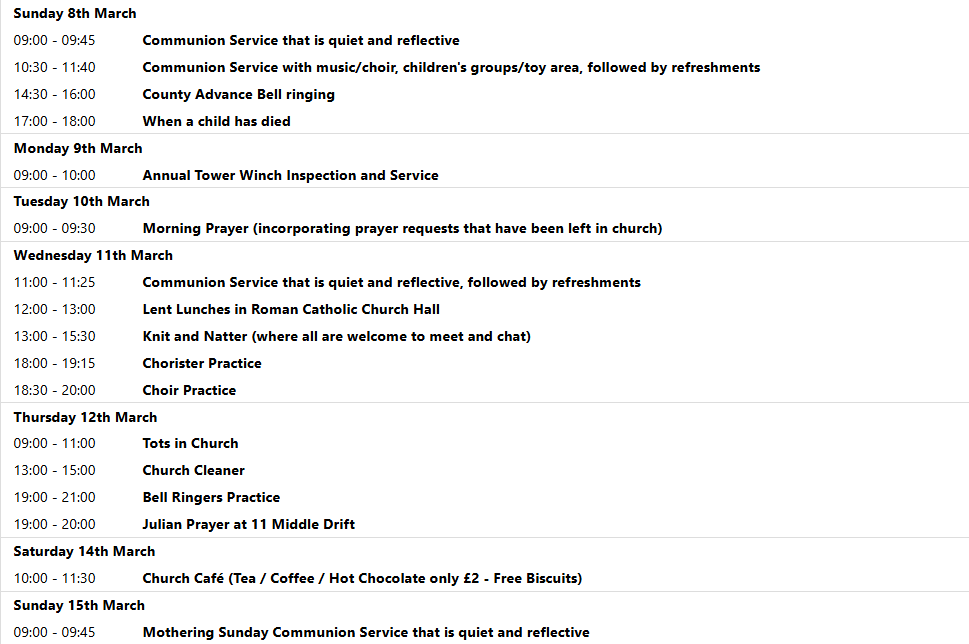 Sunday 8th March
09:00 - 09:45 Communion Service that is quiet and reflective
10:30 - 11:40 Communion Service with music/choir, children's groups/toy area, followed by refreshments
14:30 - 16:00 County Advance Bell ringing
17:00 - 18:00 When a child has died
Monday 9th March
09:00 - 10:00 Annual Tower Winch Inspection and Service
Tuesday 10th March
09:00 - 09:30 Morning Prayer (incorporating prayer requests that have been left in church)
Wednesday 11th March
11:00 - 11:25 Communion Service that is quiet and reflective, followed by refreshments
12:00 - 13:00 Lent Lunches in Roman Catholic Church Hall
13:00 - 15:30 Knit and Natter (where all are welcome to meet and chat)
18:00 - 19:15 Chorister Practice
18:30 - 20:00 Choir Practice
Thursday 12th March
09:00 - 11:00 Tots in Church
13:00 - 15:00 Church Cleaner
19:00 - 21:00 Bell Ringers Practice
19:00 - 20:00 Julian Prayer at 11 Middle Drift
Saturday 14th March
10:00 - 11:30 Church Café (Tea / Coffee / Hot Chocolate only £2 - Free Biscuits)
Sunday 15th March
09:00 - 09:45 Mothering Sunday Communion Service that is quiet and reflective